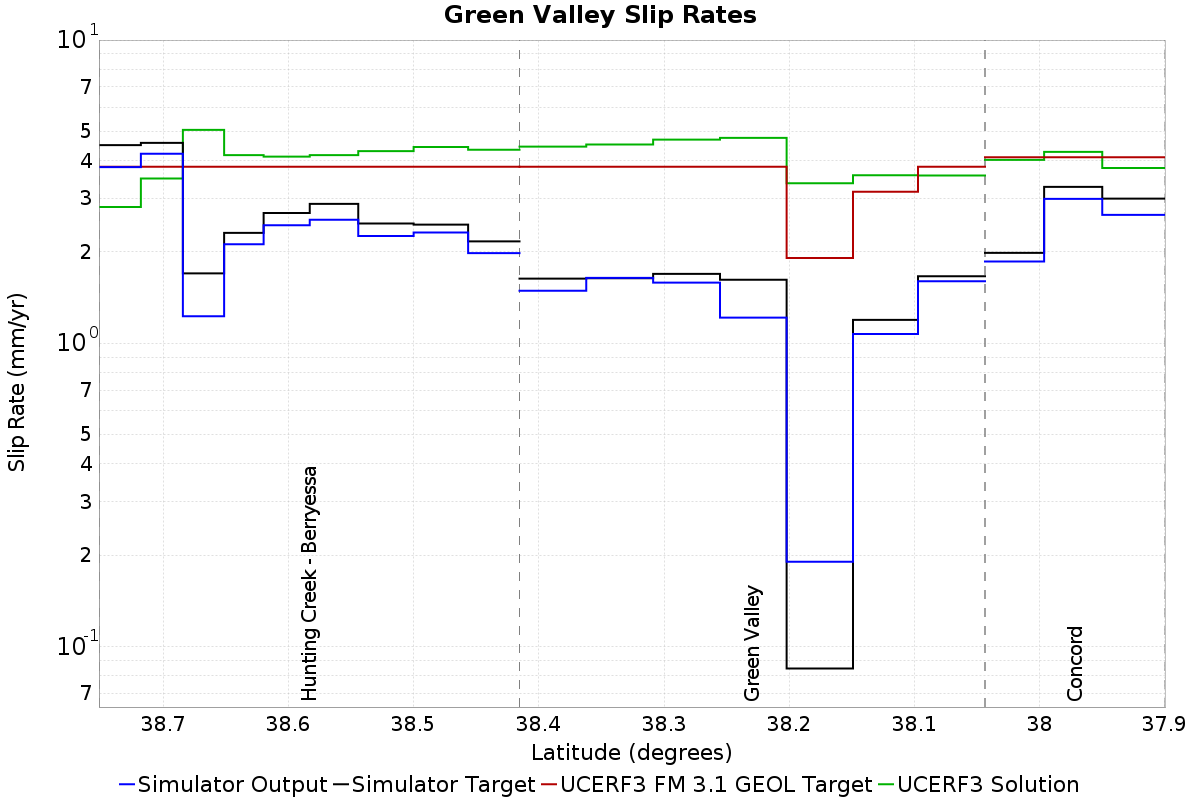 Green Valley Slip Rates
Slip Rate (mm/yr)
10^1
7
5
4
3
2
10^0
7
5
4
3
2
10^-1
7
Hunting Creek - Berryessa
Green Valley
Concord
38.7 38.6 38.5 38.4 38.3 38.2 38.1 38 37.9
Latitude (degrees)
Simulator Output Simulator Target UCERF3 FM 3.1 GEOL Target UCERF3 Solution